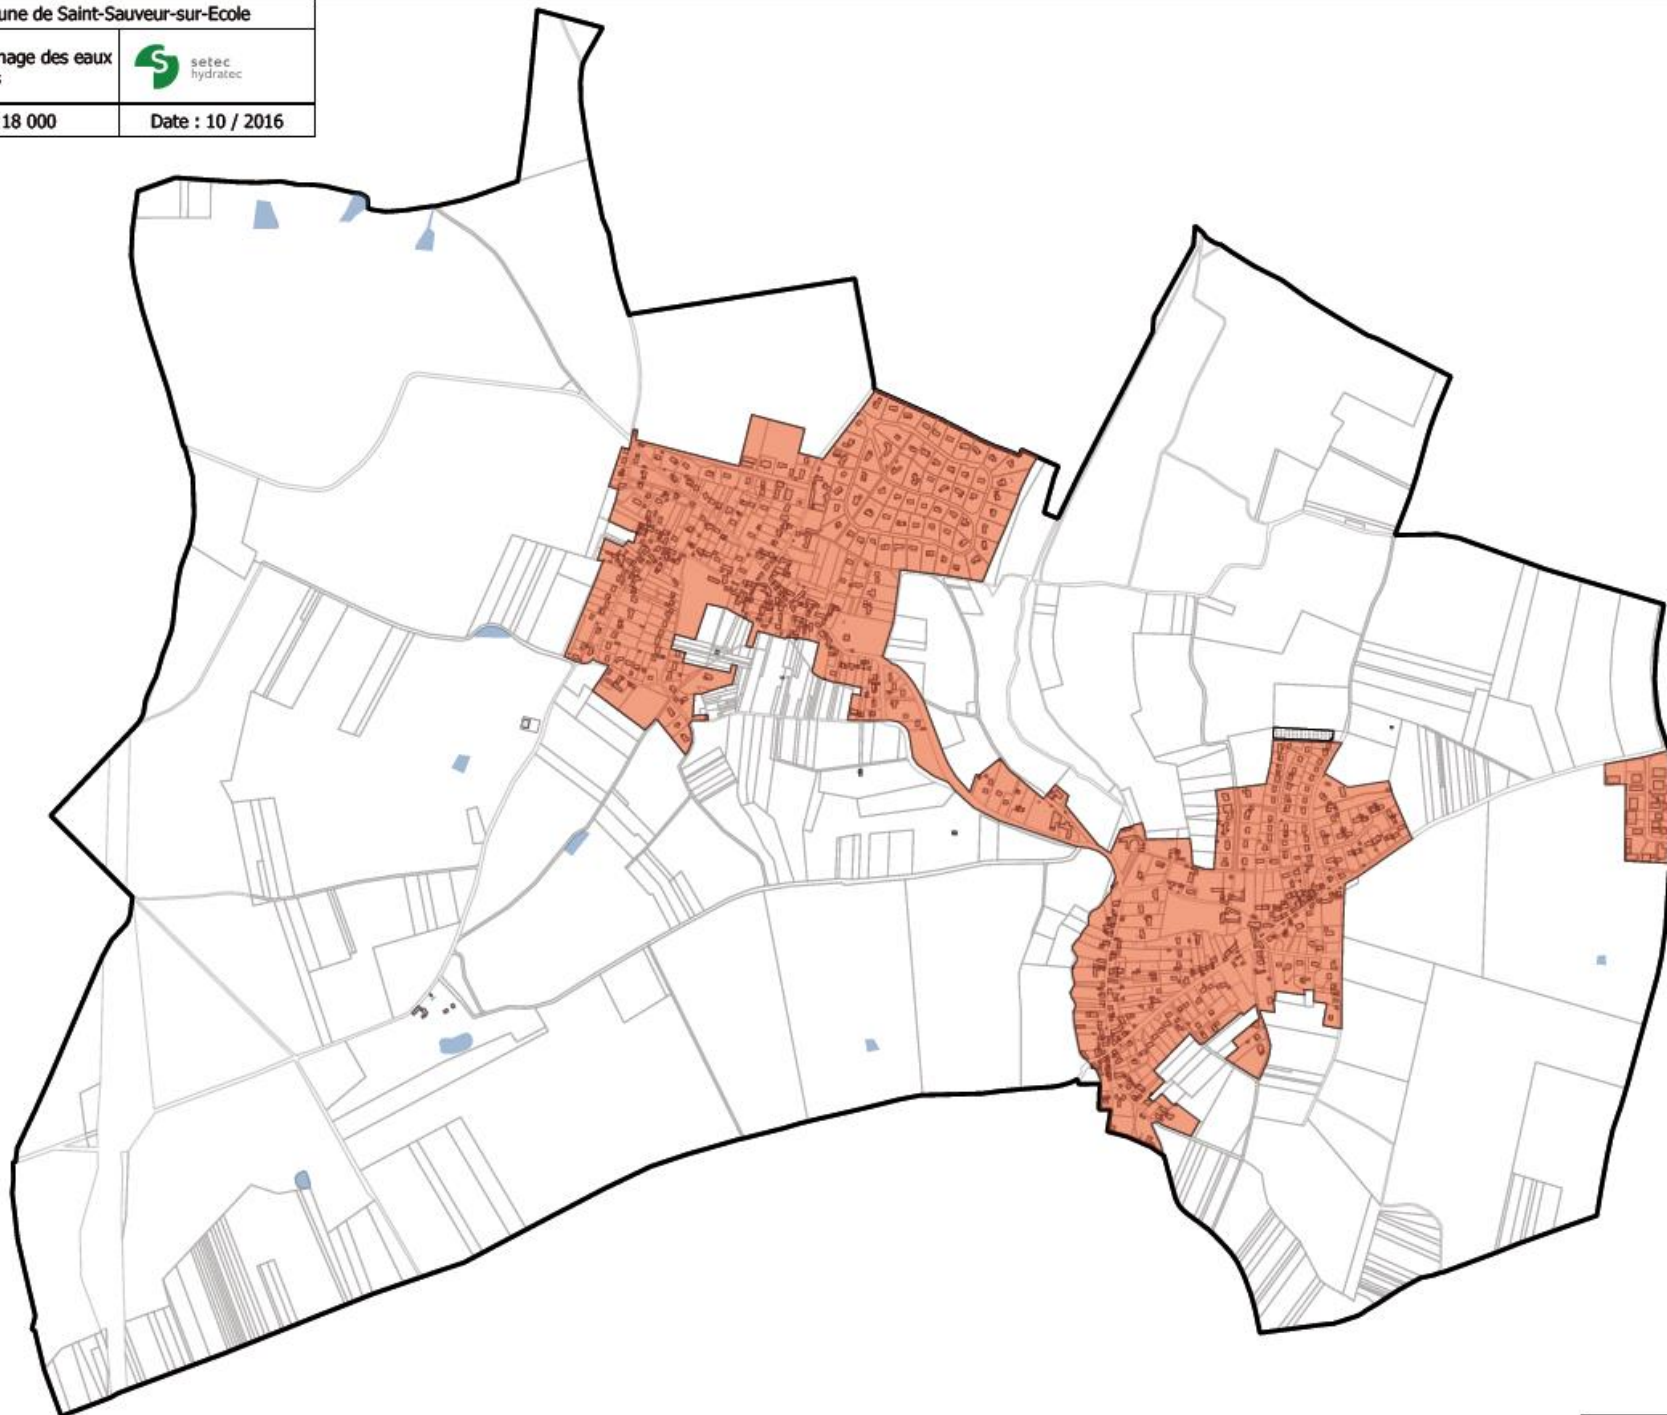 une de Saint-Sauveur-sur-Ecole
nage des eaux
s
setec
hydratec
18 000
Date : 10 / 2016